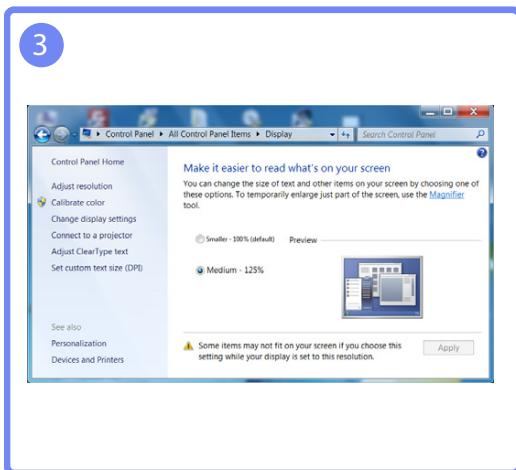 3
Control Panel ▸ All Control Panel Items ▸ Display
Search Control Panel
Control Panel Home
Adjust resolution
Calibrate color
Change display settings
Connect to a projector
Adjust ClearType text
Set custom text size (DPI)
See also
Personalization
Devices and Printers
Make it easier to read what's on your screen
You can change the size of text and other items on your screen by choosing one of
these options. To temporarily enlarge just part of the screen, use the Magnifier
tool.
Smaller - 100% (default)
Preview
Medium - 125%
Some items may not fit on your screen if you choose this
setting while your display is set to this resolution.
Apply